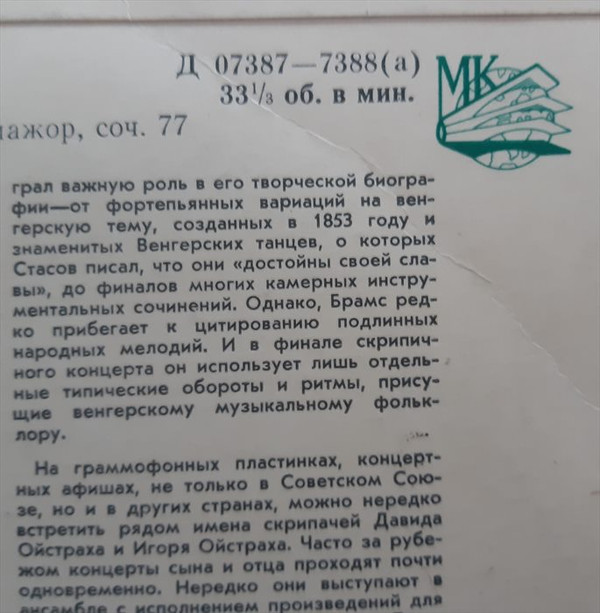 Д 07387—7388(а)
33⅓ об. в мин.
МК
мажор, соч. 77
грал важную роль в его творческой биогра-
фии—от фортепьянных вариаций на вен-
герскую тему, созданных в 1853 году и
знаменитых Венгерских танцев, о которых
Стасов писал, что они «достойны своей сла-
вы», до финалов многих камерных инстру-
ментальных сочинений. Однако, Брамс ред-
ко прибегает к цитированию подлинных
народных мелодий. И в финале скрипич-
ного концерта он использует лишь отдель-
ные типические обороты и ритмы, прису-
щие венгерскому музыкальному фольк-
лору.
На граммофонных пластинках, концерт-
ных афишах, не только в Советском Сою-
зе, но и в других странах, можно нередко
встретить рядом имена скрипачей Давида
Ойстраха и Игоря Ойстраха. Часто за рубе-
жом концерты сына и отца проходят почти
одновременно. Нередко они выступают в
ансамбле с исполнением произведений для